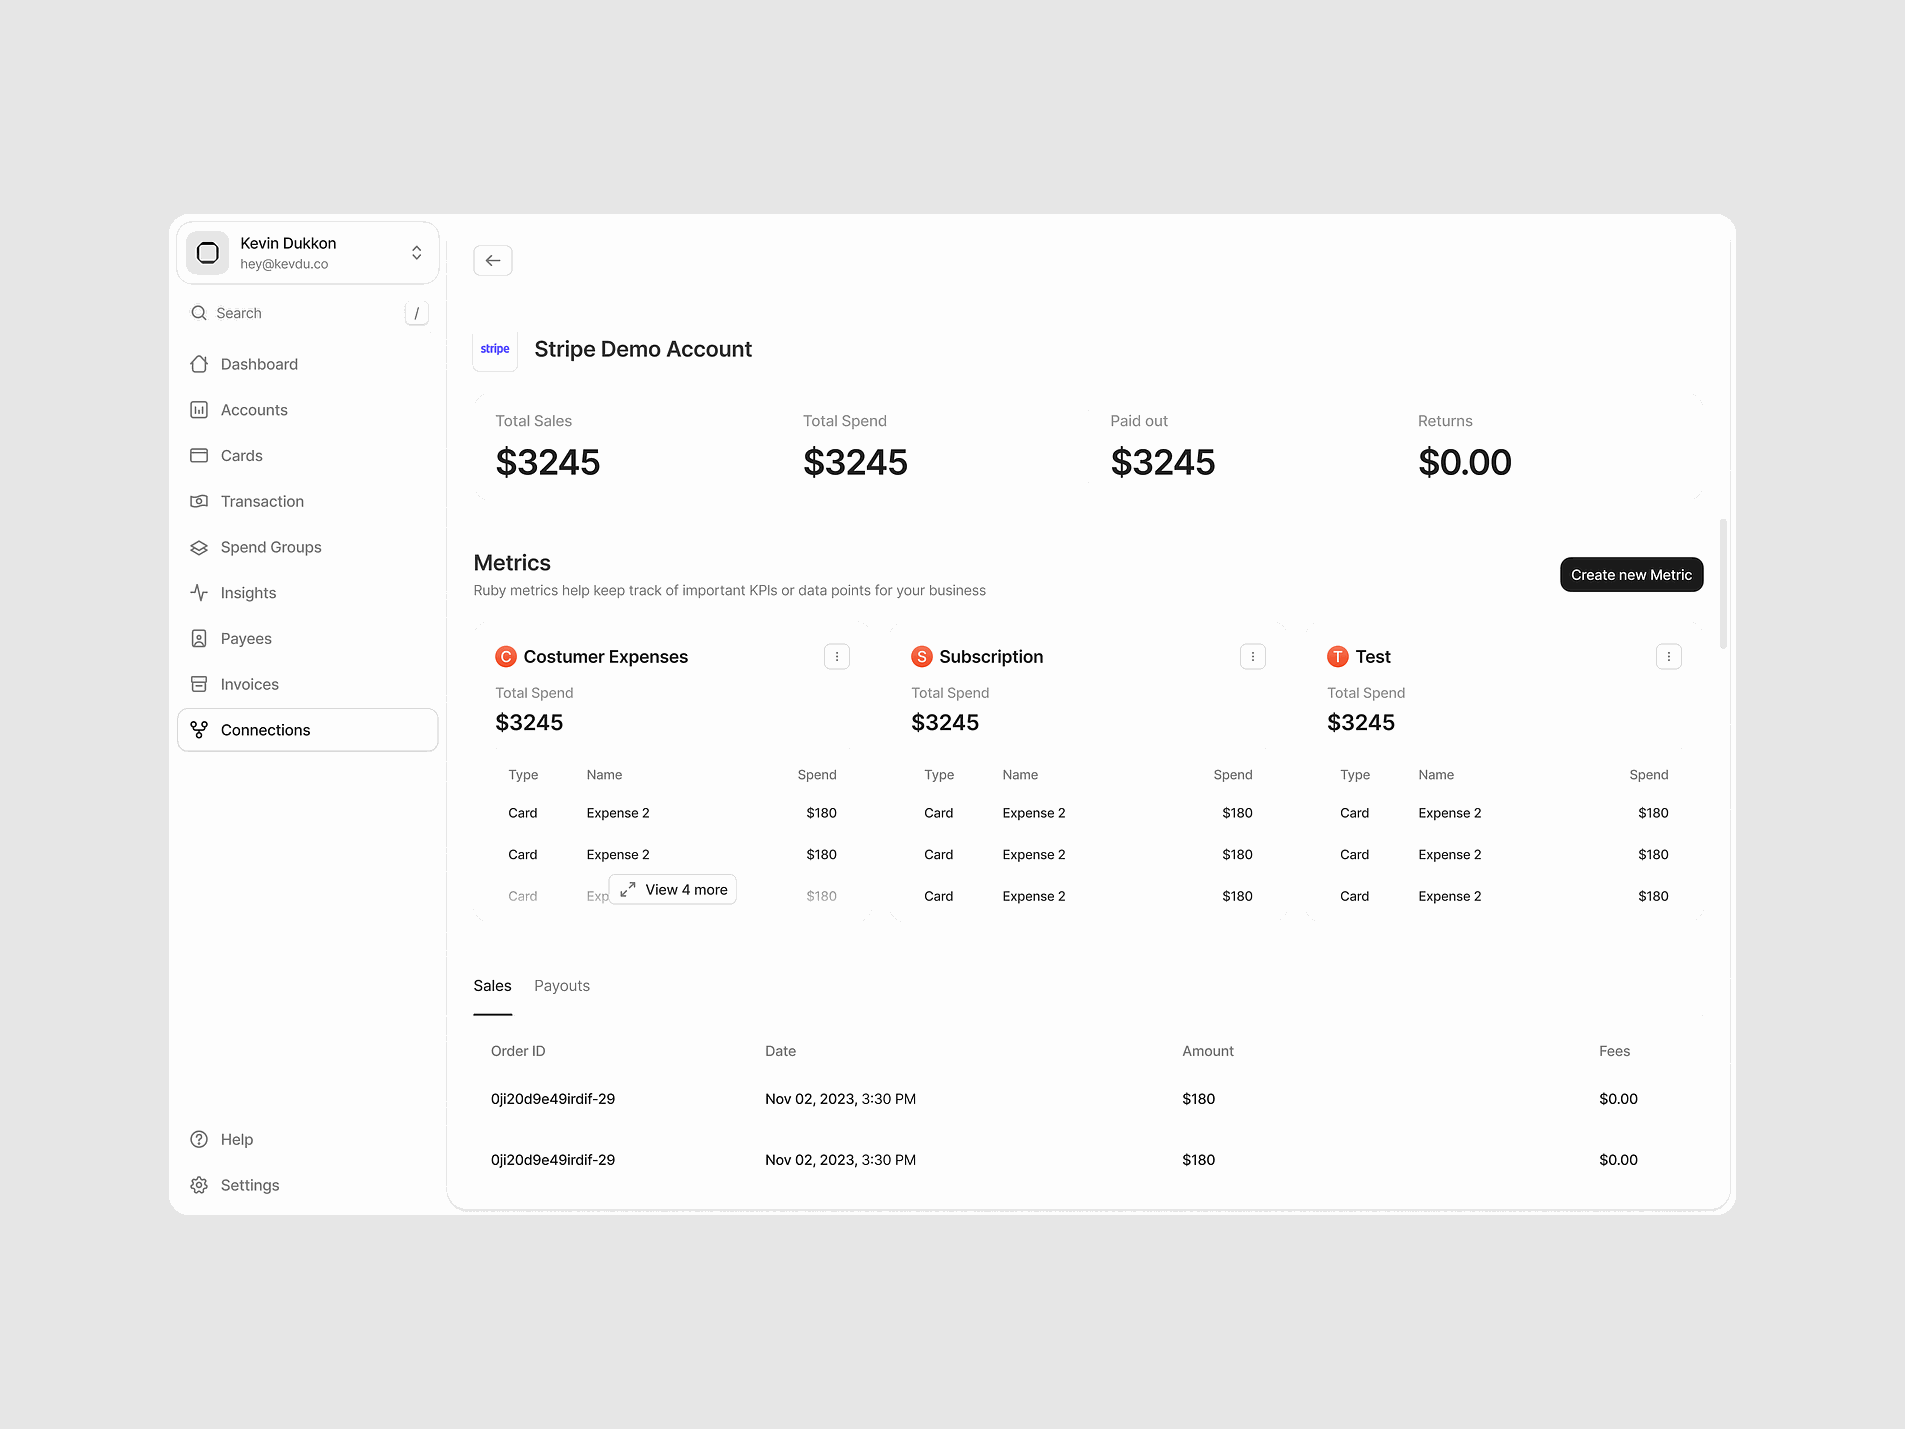 Kevin Dukkon
hey@kevdu.co
Search
/
Dashboard
Accounts
Cards
Transaction
Spend Groups
Insights
Payees
Invoices
Connections
Help
Settings
stripe
Stripe Demo Account
Total Sales
$3245
Total Spend
$3245
Paid out
$3245
Returns
$0.00
Metrics
Ruby metrics help keep track of important KPIs or data points for your business
Create new Metric
C Costumer Expenses
Total Spend
$3245
Type Name Spend
Card Expense 2 $180
Card Expense 2 $180
Card Exp $180
View 4 more
S Subscription
Total Spend
$3245
Type Name Spend
Card Expense 2 $180
Card Expense 2 $180
Card Expense 2 $180
T Test
Total Spend
$3245
Type Name Spend
Card Expense 2 $180
Card Expense 2 $180
Card Expense 2 $180
Sales Payouts
Order ID Date Amount Fees
0ji20d9e49irdif-29 Nov 02, 2023, 3:30 PM $180 $0.00
0ji20d9e49irdif-29 Nov 02, 2023, 3:30 PM $180 $0.00